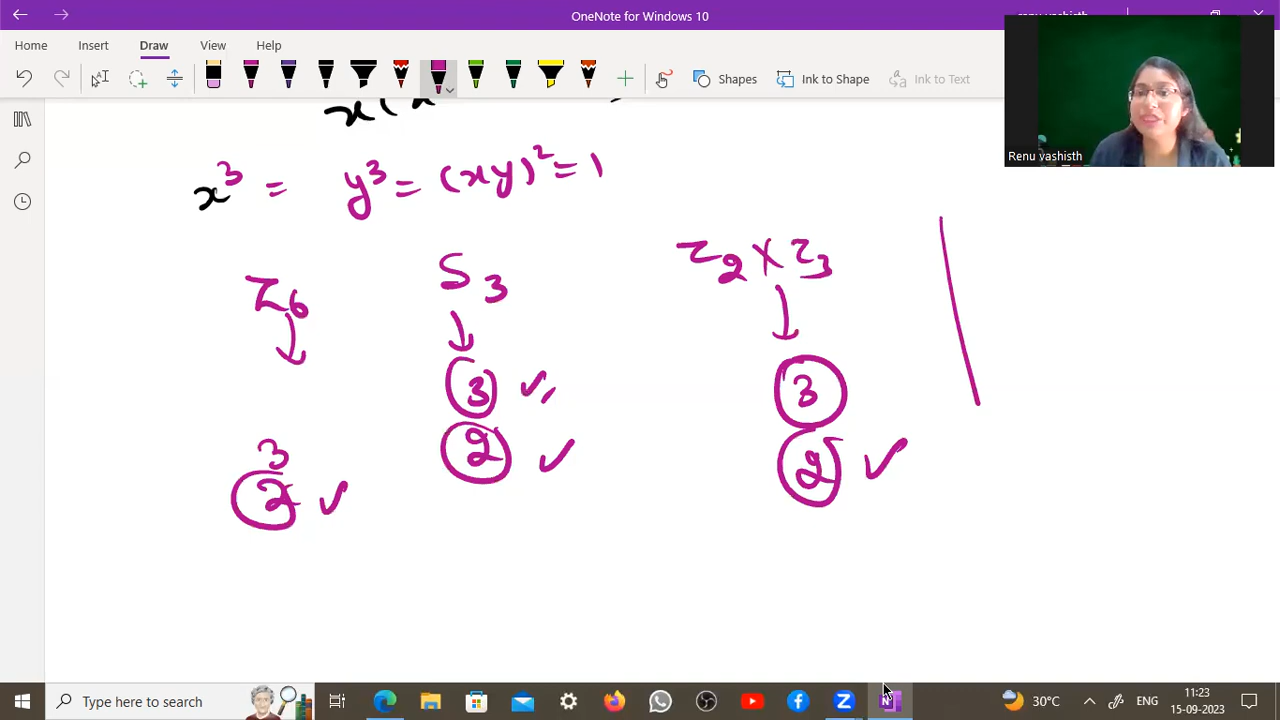 OneNote for Windows 10
Home Insert Draw View Help
Shapes Ink to Shape Ink to Text
Renu vashisth
x³ = y³ = (xy)² = 1
Z₆ S₃ Z₂ X Z₃
3 ✓ 3
2 ✓ 2 ✓
3
2 ✓
Type here to search
30°C ENG 11:23
15-09-2023